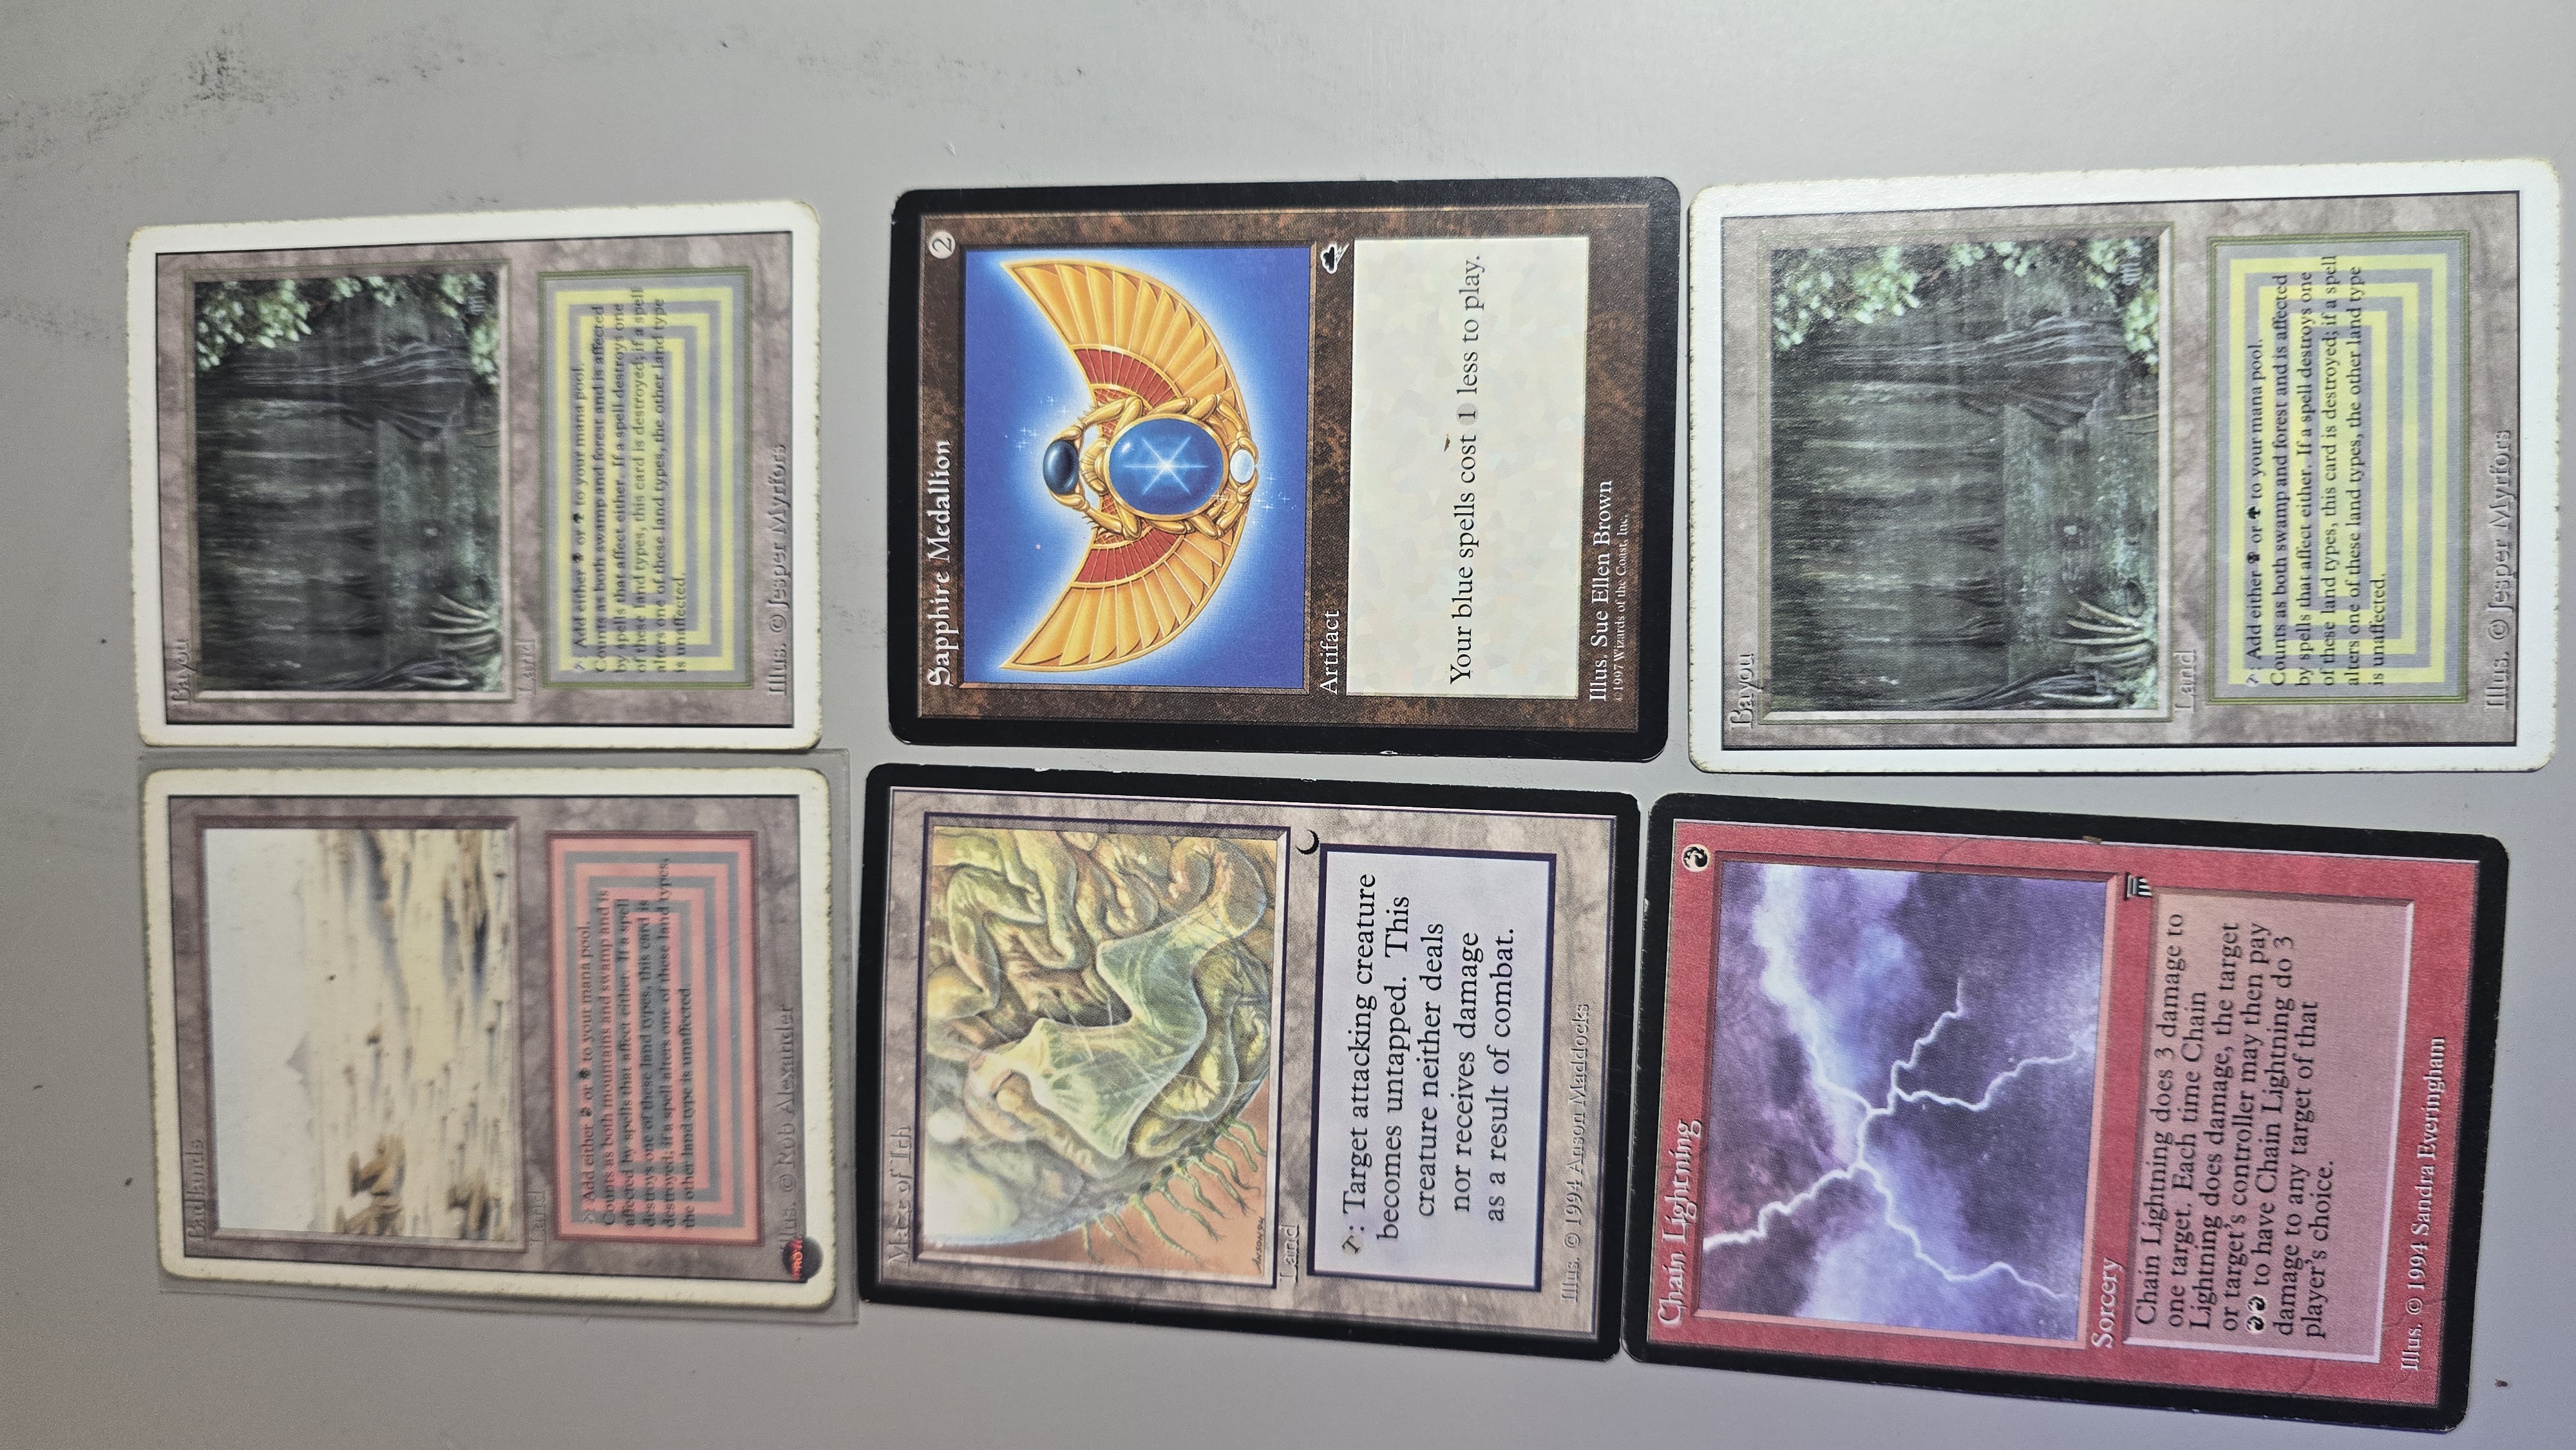 Badlands
Land
: Add either or to your mana pool.
Counts as both mountains and swamp and is
affected by spells that affect either. If a spell
destroys one of these land types, this card is
destroyed; if a spell alters one of these land types,
the other land type is unaffected.
Illus. © Rob Alexander
PRO
Bayou
Land
: Add either or to your mana pool.
Counts as both swamp and forest and is affected
by spells that affect either. If a spell destroys one
of these land types, this card is destroyed; if a spell
alters one of these land types, the other land type
is unaffected.
Illus. © Jesper Myrfors
Maze of Ith
ANSON94
Land
: Target attacking creature
becomes untapped. This
creature neither deals
nor receives damage
as a result of combat.
Illus. © 1994 Anson Maddocks
Sapphire Medallion
2
Artifact
Your blue spells cost 1 less to play.
Illus. Sue Ellen Brown
©1997 Wizards of the Coast, Inc.
Chain Lightning
Sorcery
Chain Lightning does 3 damage to
one target. Each time Chain
Lightning does damage, the target
or target's controller may then pay
to have Chain Lightning do 3
damage to any target of that
player's choice.
Illus. © 1994 Sandra Everingham
Bayou
Land
: Add either or to your mana pool.
Counts as both swamp and forest and is affected
by spells that affect either. If a spell destroys one
of these land types, this card is destroyed; if a spell
alters one of these land types, the other land type
is unaffected.
Illus. © Jesper Myrfors